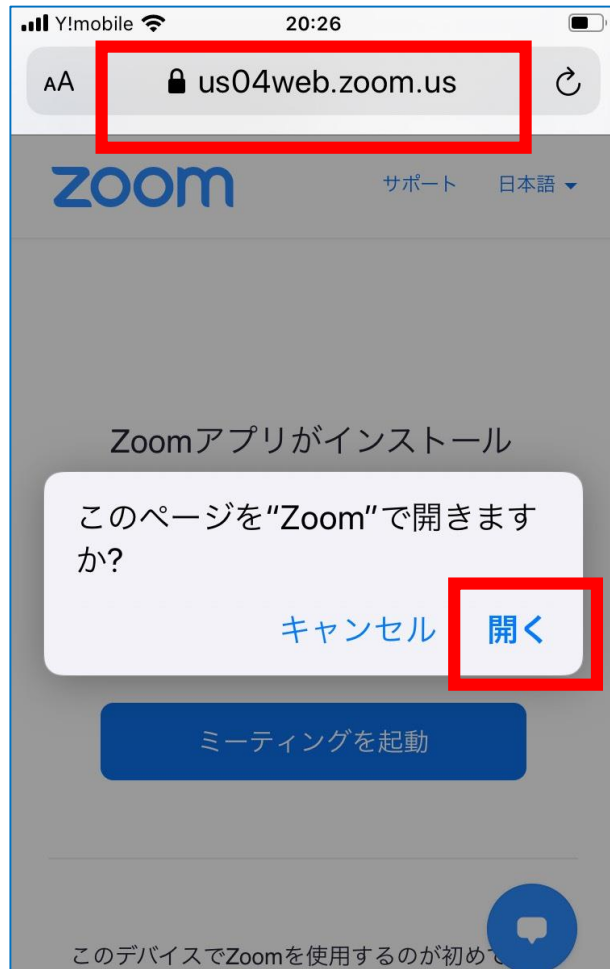 Y!mobile 20:26
AA us04web.zoom.us
zoom サポート 日本語
Zoomアプリがインストール
このページを"Zoom"で開きます
か?
キャンセル 開く
ミーティングを起動
このデバイスでZoomを使用するのが初めて